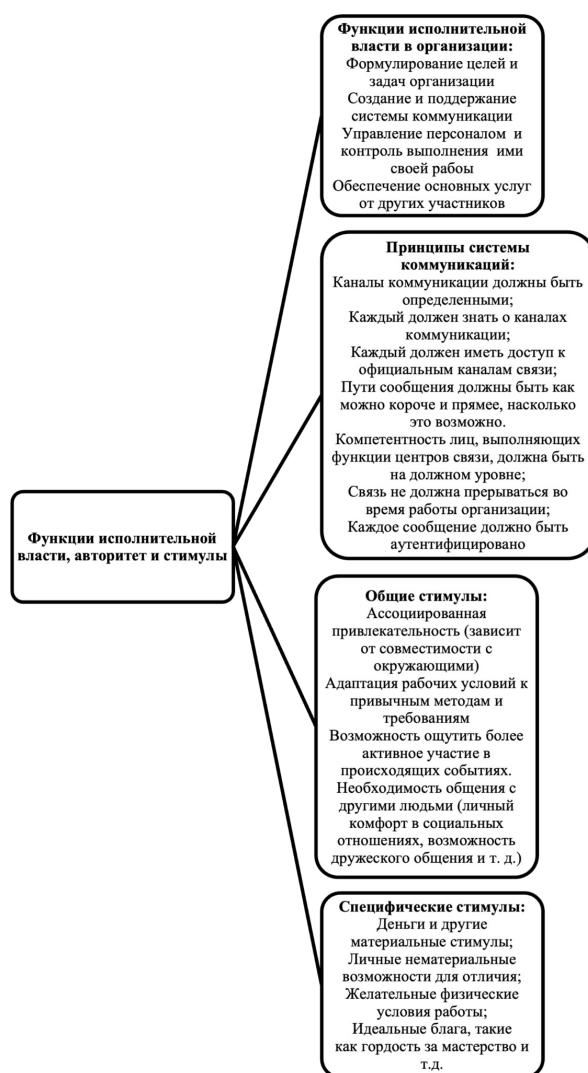 Функции исполнительной
власти в организации:
Формулирование целей и
задач организации
Создание и поддержание
системы коммуникации
Управление персоналом и
контроль выполнения ими
своей рабоы
Обеспечение основных услуг
от других участников
Принципы системы
коммуникаций:
Каналы коммуникации должны быть
определенными;
Каждый должен знать о каналах
коммуникации;
Каждый должен иметь доступ к
официальным каналам связи;
Пути сообщения должны быть как
можно короче и прямее, насколько
это возможно.
Компетентность лиц, выполняющих
функции центров связи, должна быть
на должном уровне;
Связь не должна прерываться во
время работы организации;
Каждое сообщение должно быть
аутентифицировано
Функции исполнительной
власти, авторитет и стимулы
Общие стимулы:
Ассоциированная
привлекательность (зависит
от совместимости с
окружающими)
Адаптация рабочих условий к
привычным методам и
требованиям
Возможность ощутить более
активное участие в
происходящих событиях.
Необходимость общения с
другими людьми (личный
комфорт в социальных
отношениях, возможность
дружеского общения и т. д.)
Специфические стимулы:
Деньги и другие
материальные стимулы;
Личные нематериальные
возможности для отличия;
Желательные физические
условия работы;
Идеальные блага, такие
как гордость за мастерство и
т.д.